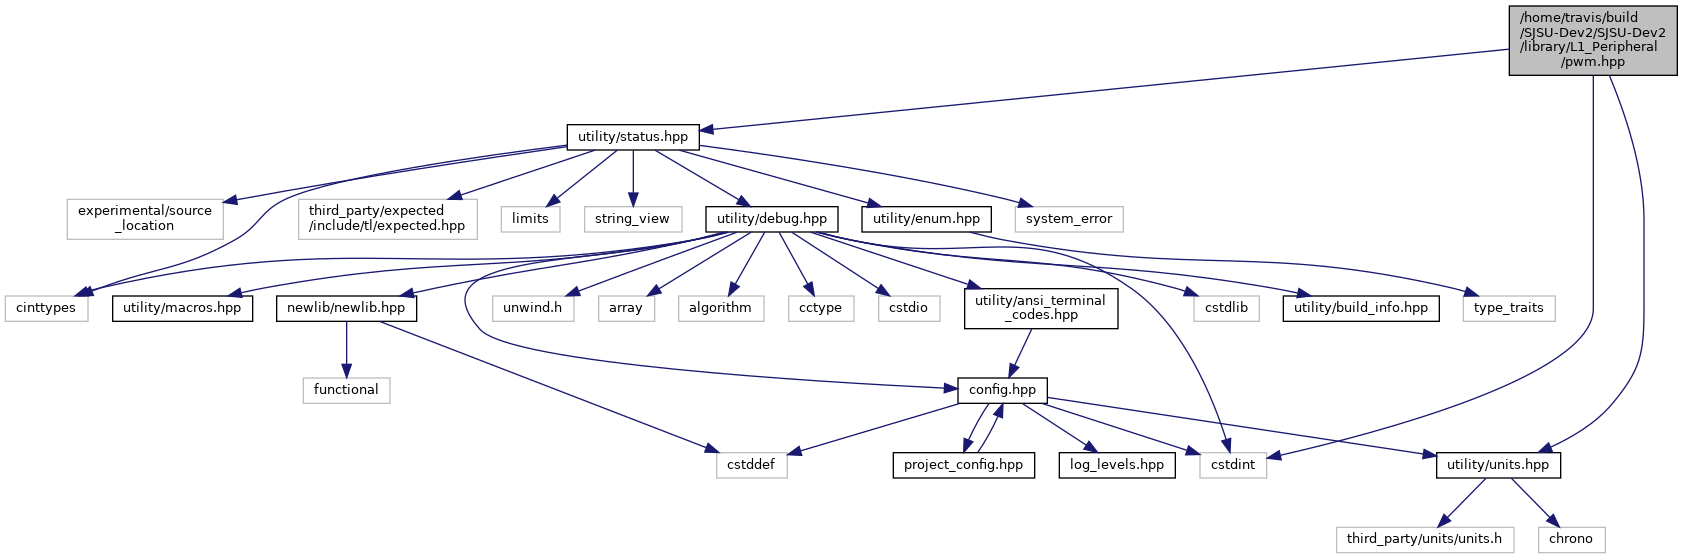 /home/travis/build
/SJSU-Dev2/SJSU-Dev2
/library/L1_Peripheral
/pwm.hpp
utility/status.hpp
experimental/source
_location
third_party/expected
/include/tl/expected.hpp
limits
string_view
utility/debug.hpp
utility/enum.hpp
system_error
cinttypes
utility/macros.hpp
newlib/newlib.hpp
unwind.h
array
algorithm
cctype
cstdio
utility/ansi_terminal
_codes.hpp
cstdlib
utility/build_info.hpp
type_traits
functional
config.hpp
cstddef
project_config.hpp
log_levels.hpp
cstdint
utility/units.hpp
third_party/units/units.h
chrono